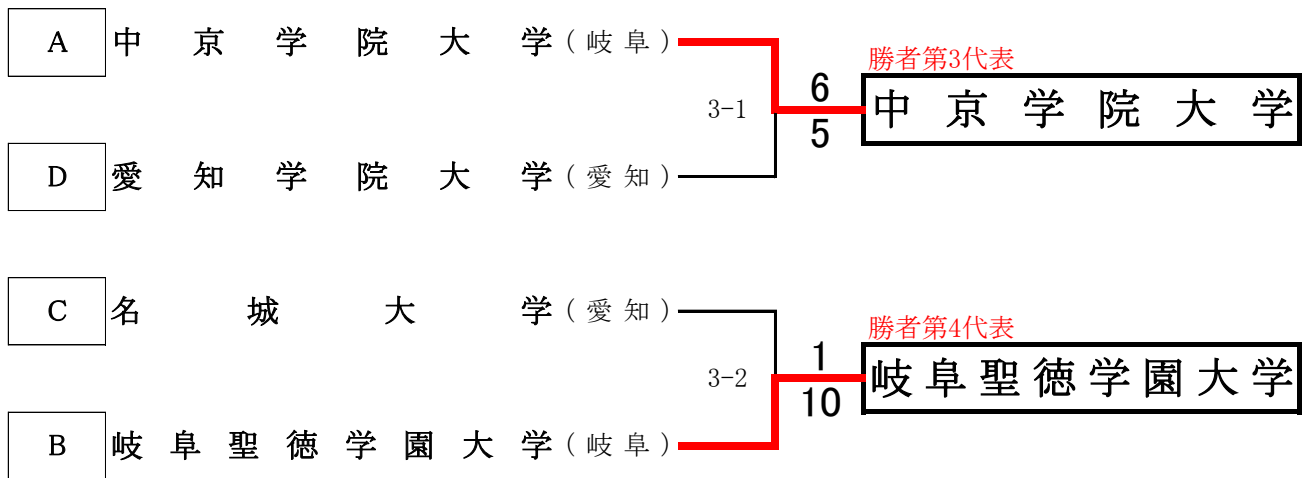 A 中京学院大学(岐阜)
勝者第3代表
3-1 6 中京学院大学
5
D 愛知学院大学(愛知)
C 名城大学(愛知)
勝者第4代表
3-2 1 岐阜聖徳学園大学
10
B 岐阜聖徳学園大学(岐阜)